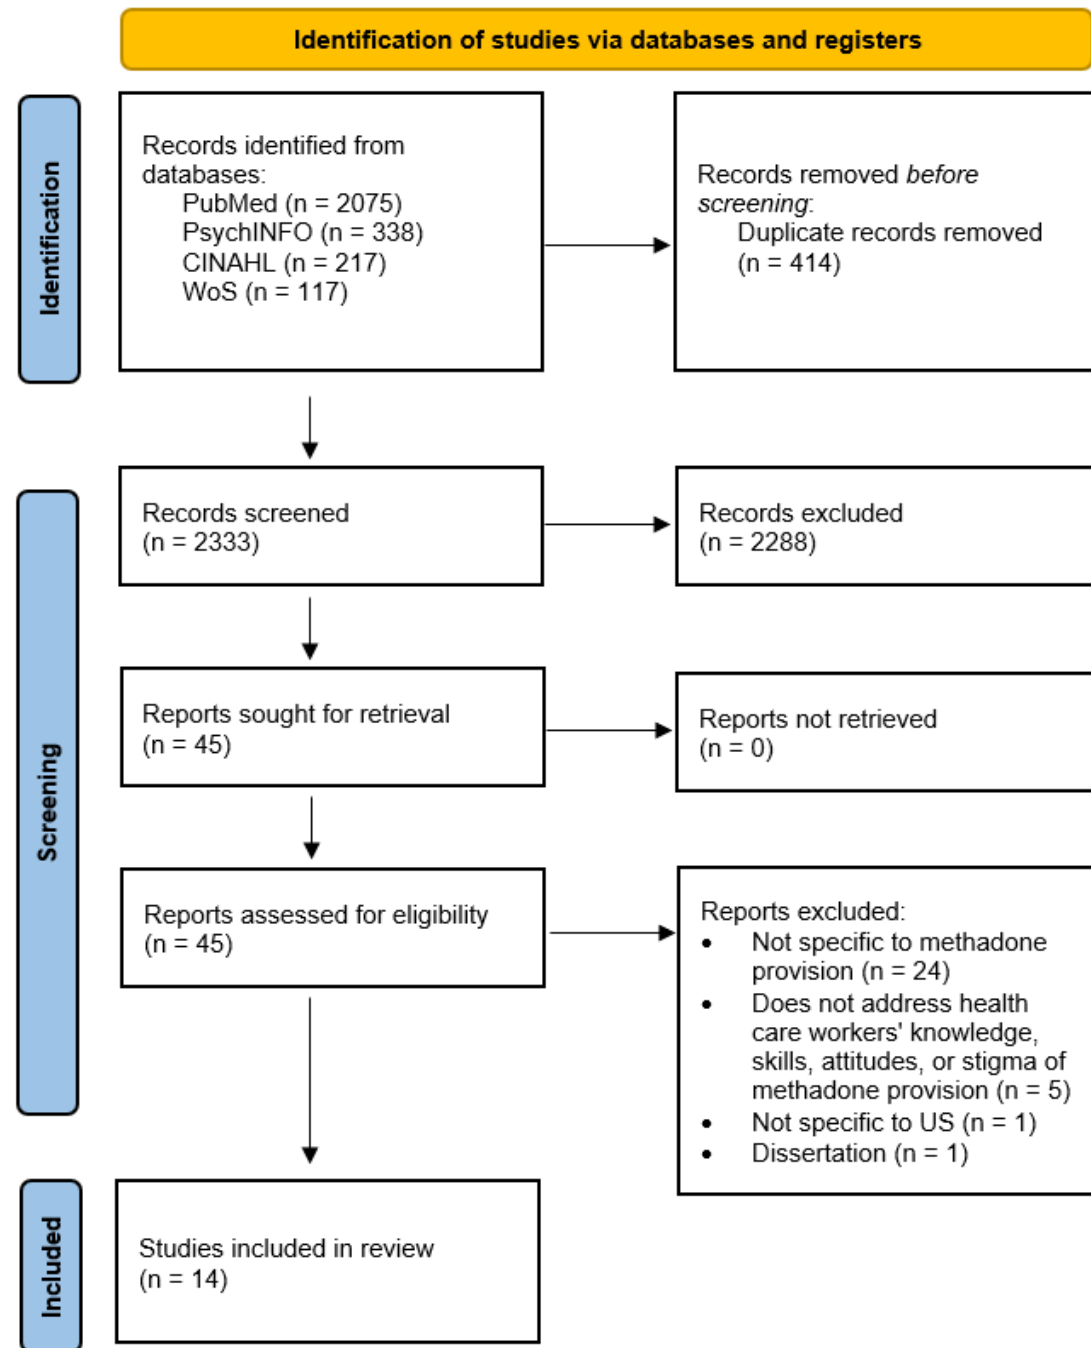 Identification of studies via databases and registers
Identification
Records identified from
databases:
PubMed (n = 2075)
PsychINFO (n = 338)
CINAHL (n = 217)
WoS (n = 117)
Records removed before
screening:
Duplicate records removed
(n = 414)
Screening
Records screened
(n = 2333)
Records excluded
(n = 2288)
Reports sought for retrieval
(n = 45)
Reports not retrieved
(n = 0)
Reports assessed for eligibility
(n = 45)
Reports excluded:
• Not specific to methadone
provision (n = 24)
• Does not address health
care workers' knowledge,
skills, attitudes, or stigma of
methadone provision (n = 5)
• Not specific to US (n = 1)
• Dissertation (n = 1)
Included
Studies included in review
(n = 14)